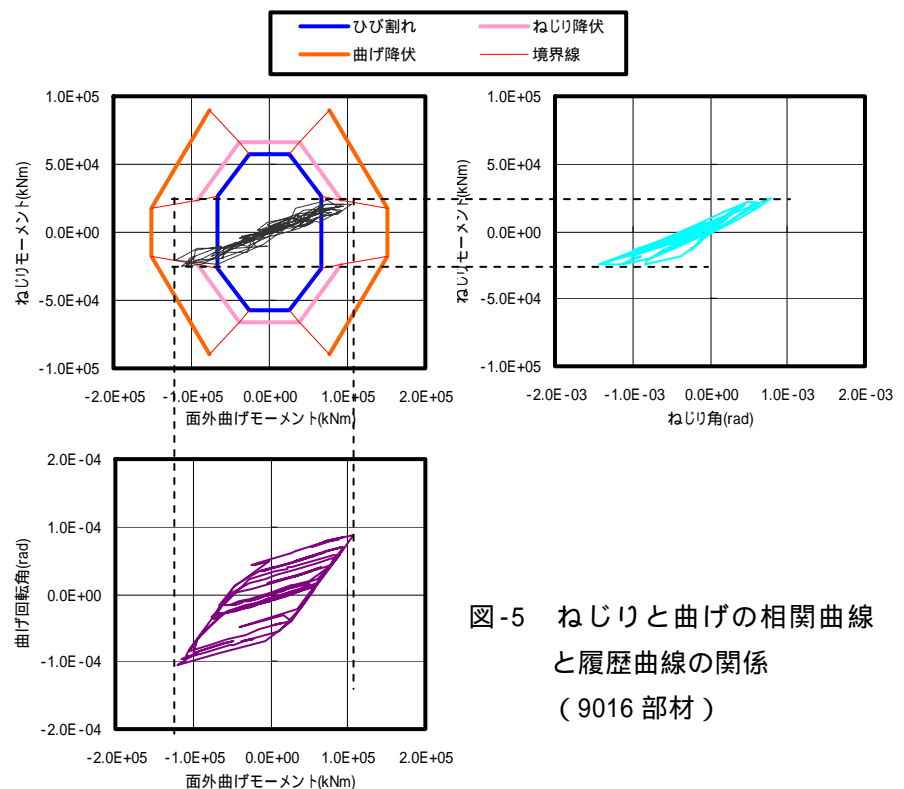 ひび割れ ねじり降伏
曲げ降伏 境界線
ねじりモーメント(kNm)
1.0E+05
5.0E+04
0.0E+00
-5.0E+04
-1.0E+05
-2.0E+05 -1.0E+05 0.0E+00 1.0E+05 2.0E+05
面外曲げモーメント(kNm)
ねじりモーメント(kNm)
1.0E+05
5.0E+04
0.0E+00
-5.0E+04
-1.0E+05
-2.0E-03 -1.0E-03 0.0E+00 1.0E-03 2.0E-03
ねじり角(rad)
曲げ回転角(rad)
2.0E-04
1.0E-04
0.0E+00
-1.0E-04
-2.0E-04
-2.0E+05 -1.0E+05 0.0E+00 1.0E+05 2.0E+05
面外曲げモーメント(kNm)
図-5 ねじりと曲げの相関曲線
と履歴曲線の関係
(9016 部材)